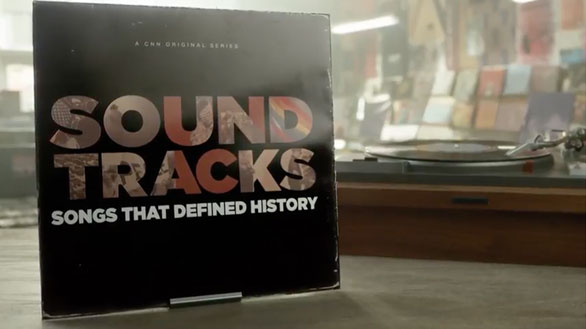 A CNN ORIGINAL SERIES
SOUND
TRACKS
SONGS THAT DEFINED HISTORY